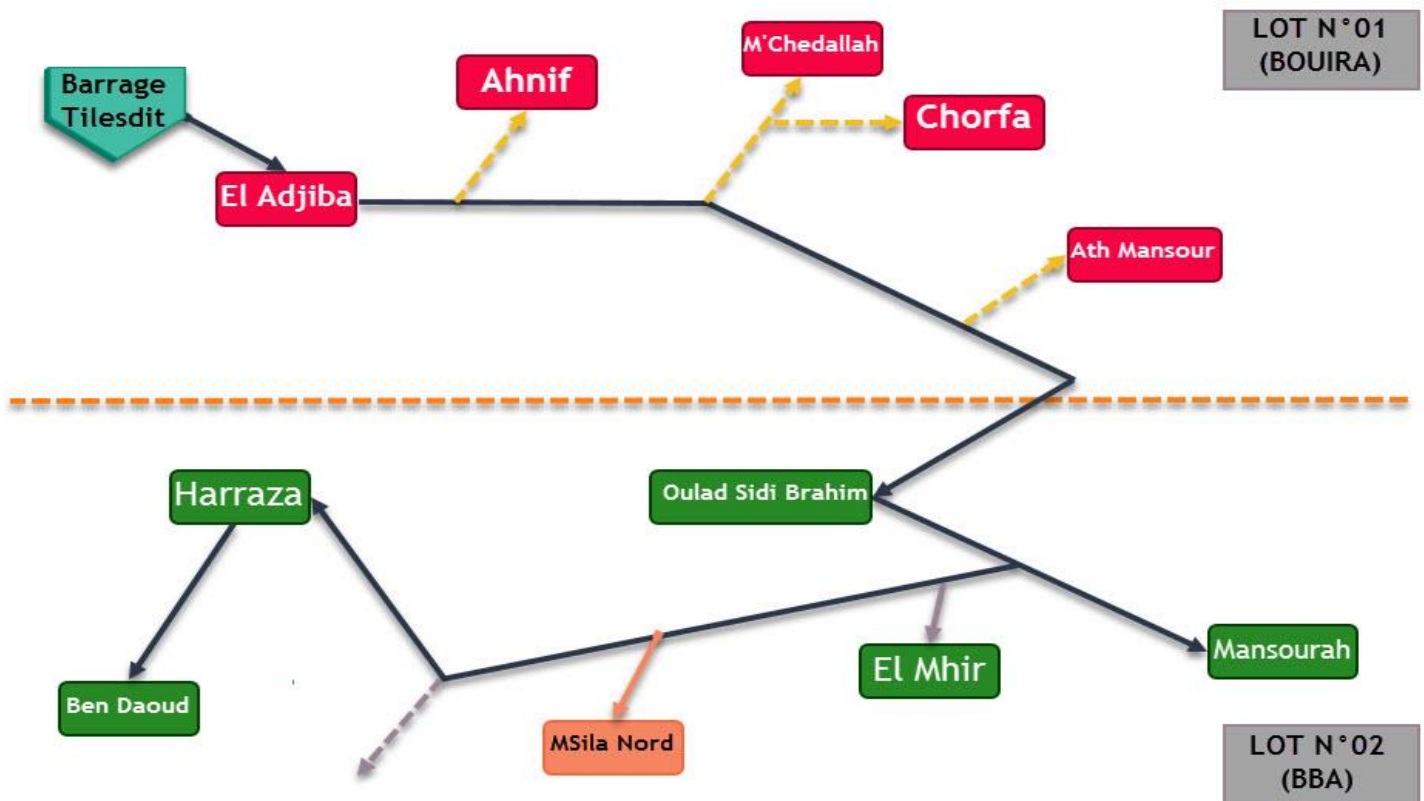 LOT N°01
(BOUIRA)
M'Chedallah
Barrage
Tilesdit
Ahnif
Chorfa
El Adjiba
Ath Mansour
Harraza
Oulad Sidi Brahim
Mansourah
El Mhir
Ben Daoud
MSila Nord
LOT N°02
(BBA)